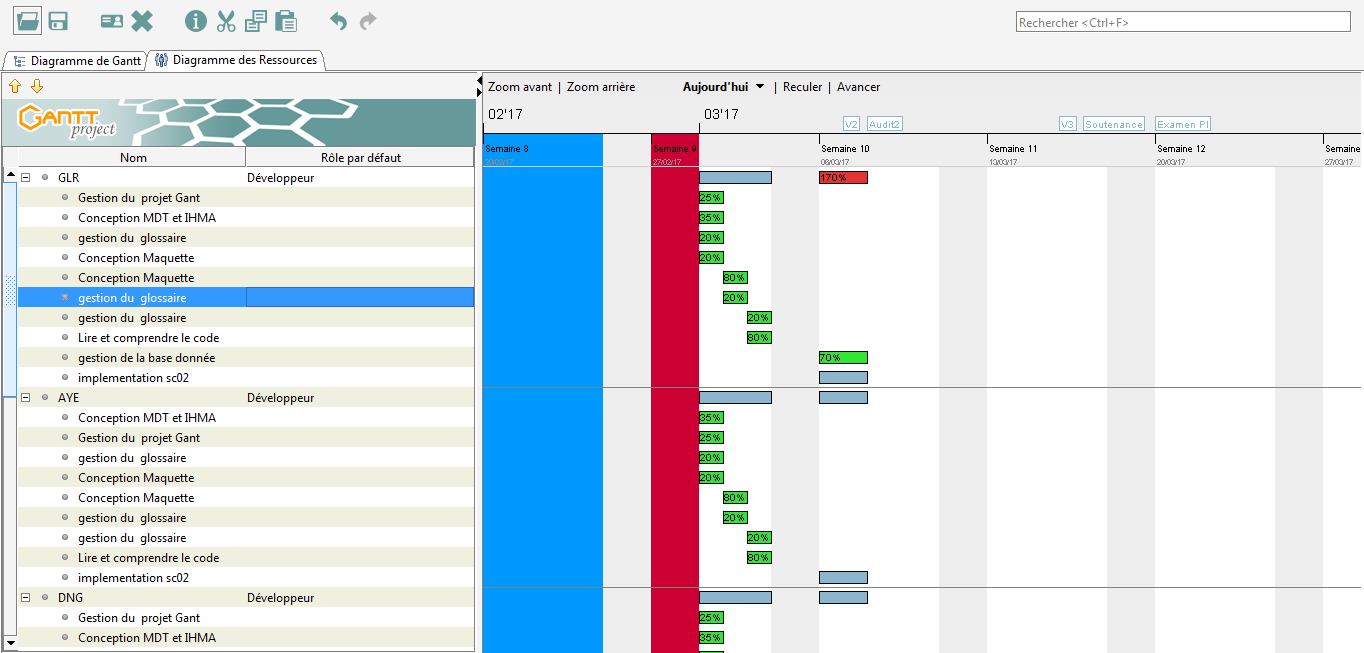 Rechercher <Ctrl+F>
Diagramme de Gantt
Diagramme des Ressources
Zoom avant | Zoom arrière Aujourd'hui | Reculer | Avancer
GANTT
project
02'17 03'17
V2 Audit2 V3 Soutenance Examen PI
Nom Rôle par défaut
Semaine 8 Semaine 9 Semaine 10 Semaine 11 Semaine 12 Semaine
20/02/17 27/02/17 06/03/17 13/03/17 20/03/17 27/03/17
GLR Développeur 170%
Gestion du projet Gant 25%
Conception MDT et IHMA 35%
gestion du glossaire 20%
Conception Maquette 20%
Conception Maquette 80%
gestion du glossaire 20%
gestion du glossaire 20%
Lire et comprendre le code 80%
gestion de la base donnée 70%
implementation sc02
AYE Développeur
Conception MDT et IHMA 35%
Gestion du projet Gant 25%
gestion du glossaire 20%
Conception Maquette 20%
Conception Maquette 80%
gestion du glossaire 20%
gestion du glossaire 20%
Lire et comprendre le code 80%
implementation sc02
DNG Développeur
Gestion du projet Gant 25%
Conception MDT et IHMA 35%